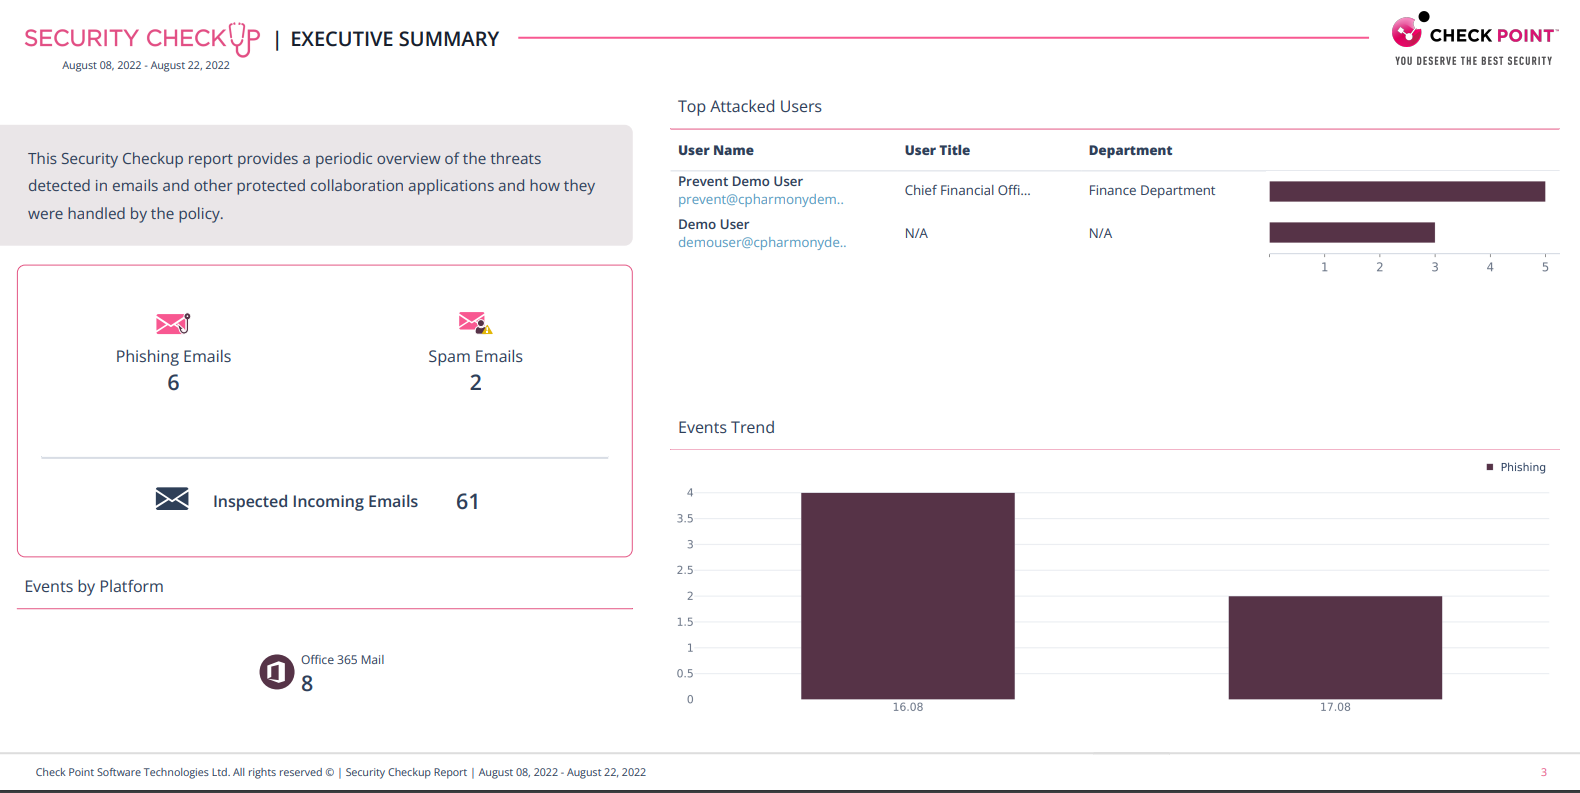 SECURITY CHECKUP | EXECUTIVE SUMMARY
August 08, 2022 - August 22, 2022
CHECK POINT™
YOU DESERVE THE BEST SECURITY
This Security Checkup report provides a periodic overview of the threats
detected in emails and other protected collaboration applications and how they
were handled by the policy.
Phishing Emails
6
Spam Emails
2
Inspected Incoming Emails 61
Events by Platform
Office 365 Mail
8
Top Attacked Users
User Name User Title Department
Prevent Demo User
prevent@cpharmonydem..
Chief Financial Offi...
Finance Department
Demo User
demouser@cpharmonyde..
N/A
N/A
1 2 3 4 5
Events Trend
Phishing
4
3.5
3
2.5
2
1.5
1
0.5
0
16.08 17.08
Check Point Software Technologies Ltd. All rights reserved © | Security Checkup Report | August 08, 2022 - August 22, 2022
3